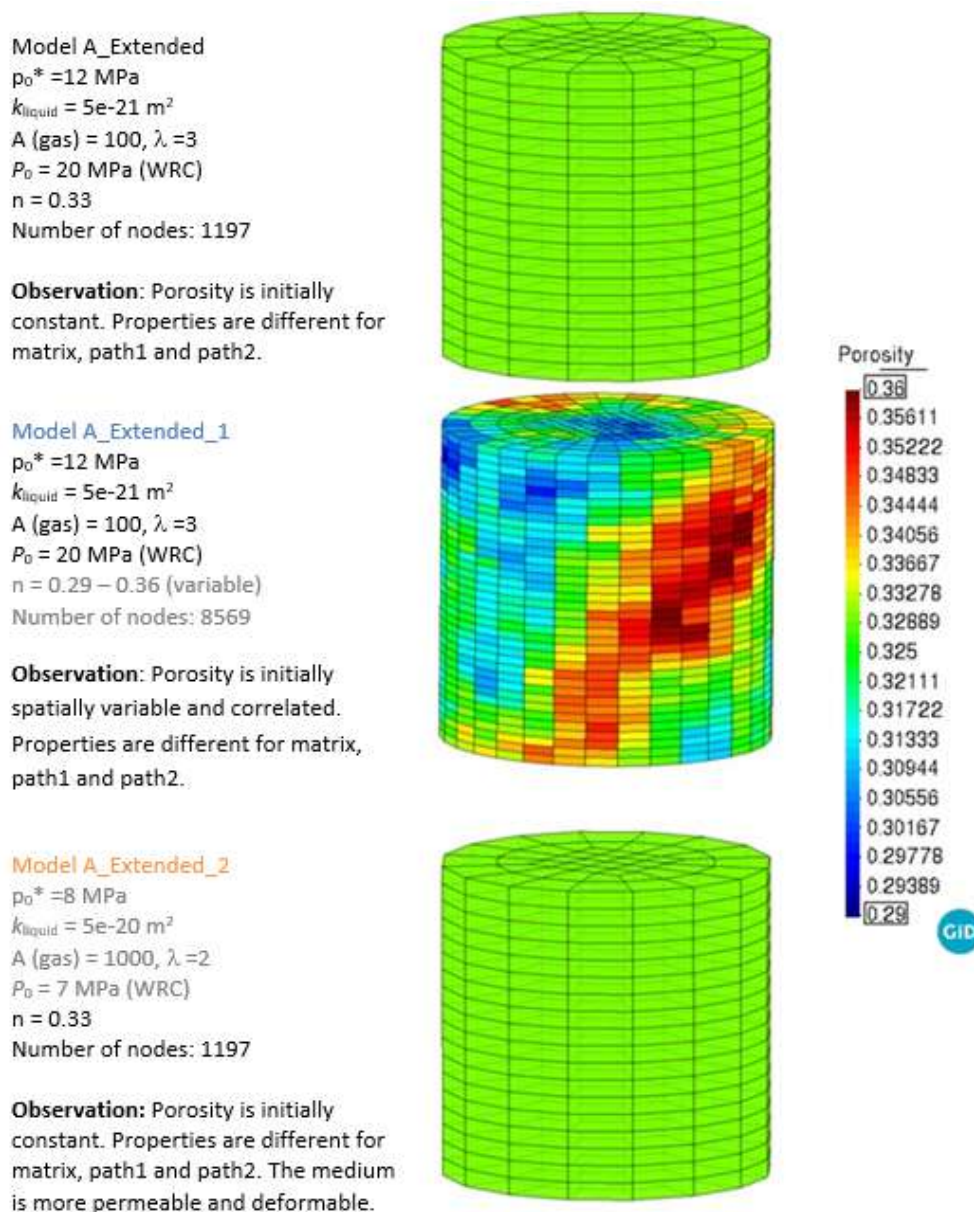 Model A_Extended
p₀* =12 MPa
kliquid = 5e-21 m²
A (gas) = 100, λ =3
P₀ = 20 MPa (WRC)
n = 0.33
Number of nodes: 1197
Observation: Porosity is initially
constant. Properties are different for
matrix, path1 and path2.
Model A_Extended_1
p₀* =12 MPa
kliquid = 5e-21 m²
A (gas) = 100, λ =3
P₀ = 20 MPa (WRC)
n = 0.29 – 0.36 (variable)
Number of nodes: 8569
Observation: Porosity is initially
spatially variable and correlated.
Properties are different for matrix,
path1 and path2.
Model A_Extended_2
p₀* =8 MPa
kliquid = 5e-20 m²
A (gas) = 1000, λ =2
P₀ = 7 MPa (WRC)
n = 0.33
Number of nodes: 1197
Observation: Porosity is initially
constant. Properties are different for
matrix, path1 and path2. The medium
is more permeable and deformable.
Porosity
0.36
0.35611
0.35222
0.34833
0.34444
0.34056
0.33667
0.33278
0.32889
0.325
0.32111
0.31722
0.31333
0.30944
0.30556
0.30167
0.29778
0.29389
0.29
GiD